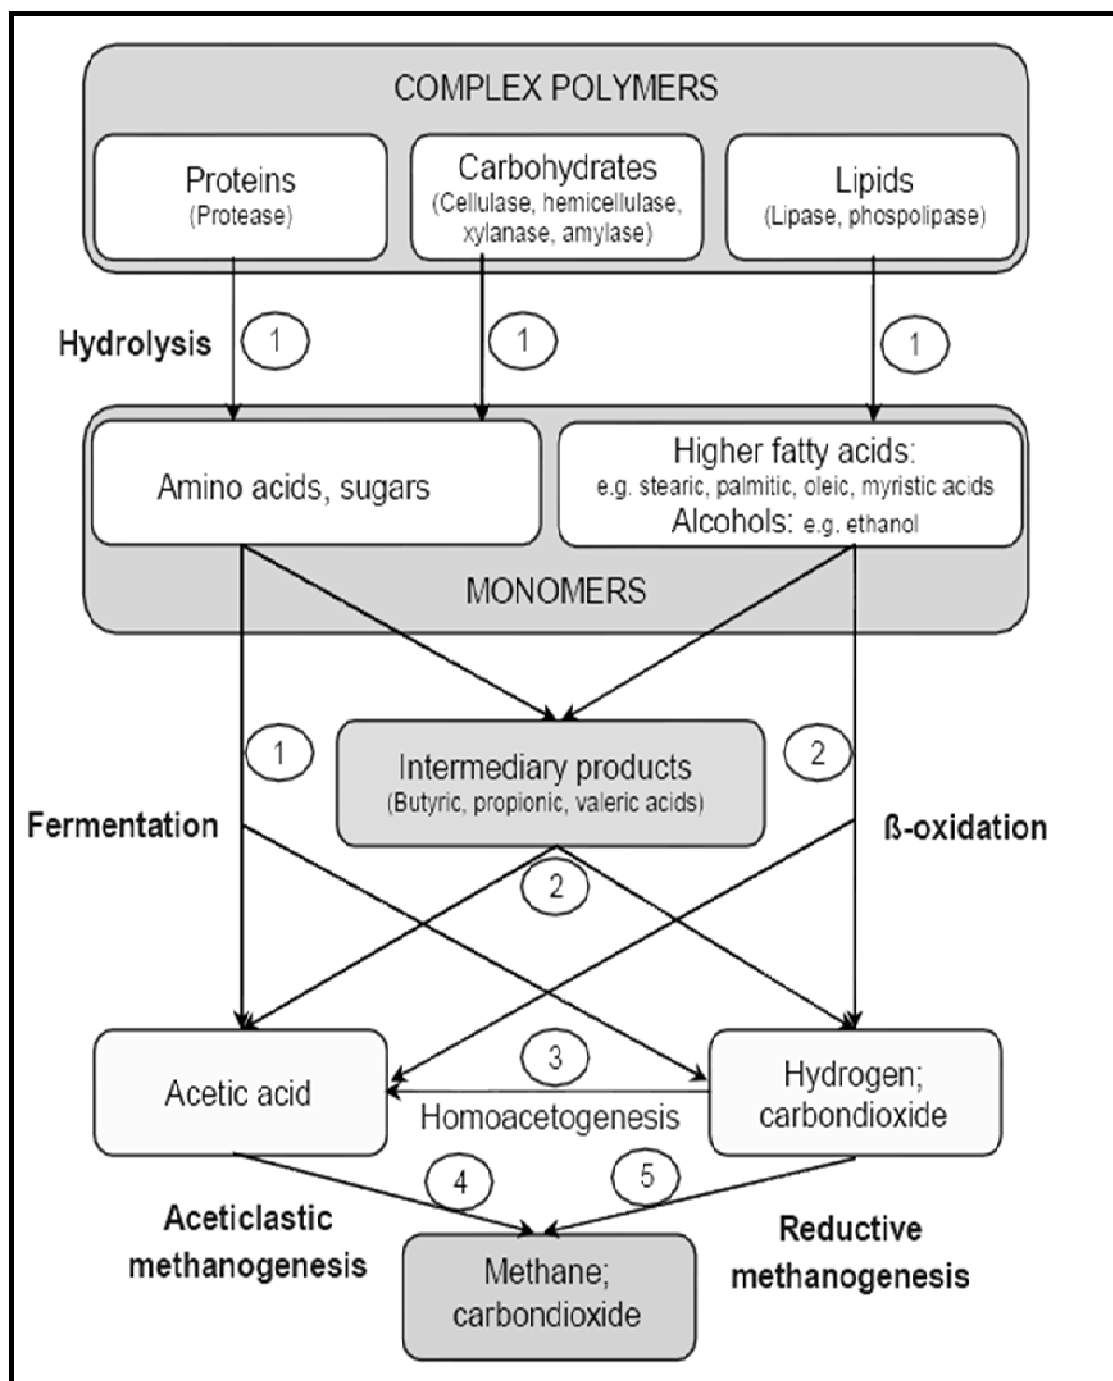 COMPLEX POLYMERS
Proteins
(Protease)
Carbohydrates
(Cellulase, hemicellulase,
xylanase, amylase)
Lipids
(Lipase, phospolipase)
Hydrolysis
1
1
1
Amino acids, sugars
Higher fatty acids:
e.g. stearic, palmitic, oleic, myristic acids
Alcohols: e.g. ethanol
MONOMERS
1
Intermediary products
(Butyric, propionic, valeric acids)
2
Fermentation
ß-oxidation
2
Acetic acid
3
Homoacetogenesis
Hydrogen;
carbondioxide
4
5
Aceticlastic
methanogenesis
Reductive
methanogenesis
Methane;
carbondioxide